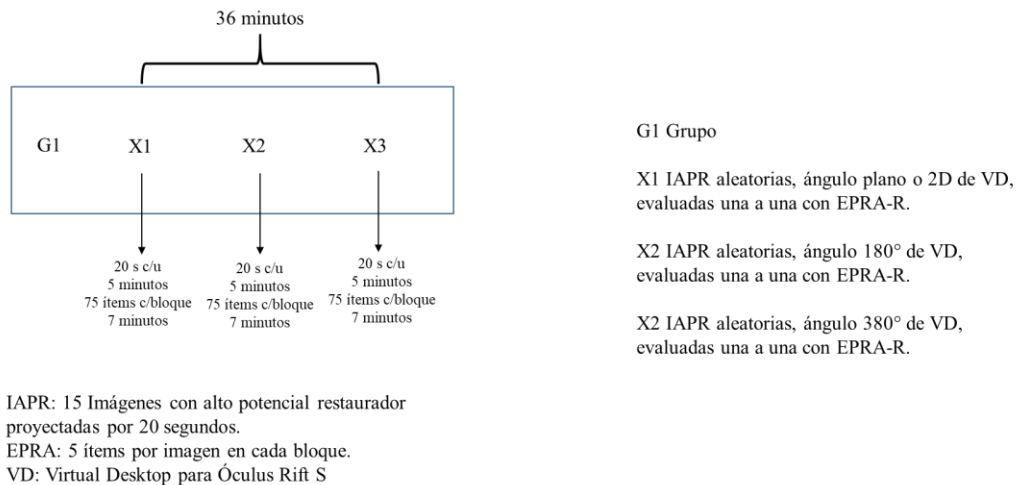 36 minutos
G1 X1 X2 X3
20 s c/u
5 minutos
75 ítems c/bloque
7 minutos
20 s c/u
5 minutos
75 ítems c/bloque
7 minutos
20 s c/u
5 minutos
75 ítems c/bloque
7 minutos
G1 Grupo
X1 IAPR aleatorias, ángulo plano o 2D de VD,
evaluadas una a una con EPRA-R.
X2 IAPR aleatorias, ángulo 180° de VD,
evaluadas una a una con EPRA-R.
X2 IAPR aleatorias, ángulo 380° de VD,
evaluadas una a una con EPRA-R.
IAPR: 15 Imágenes con alto potencial restaurador
proyectadas por 20 segundos.
EPRA: 5 ítems por imagen en cada bloque.
VD: Virtual Desktop para Óculus Rift S